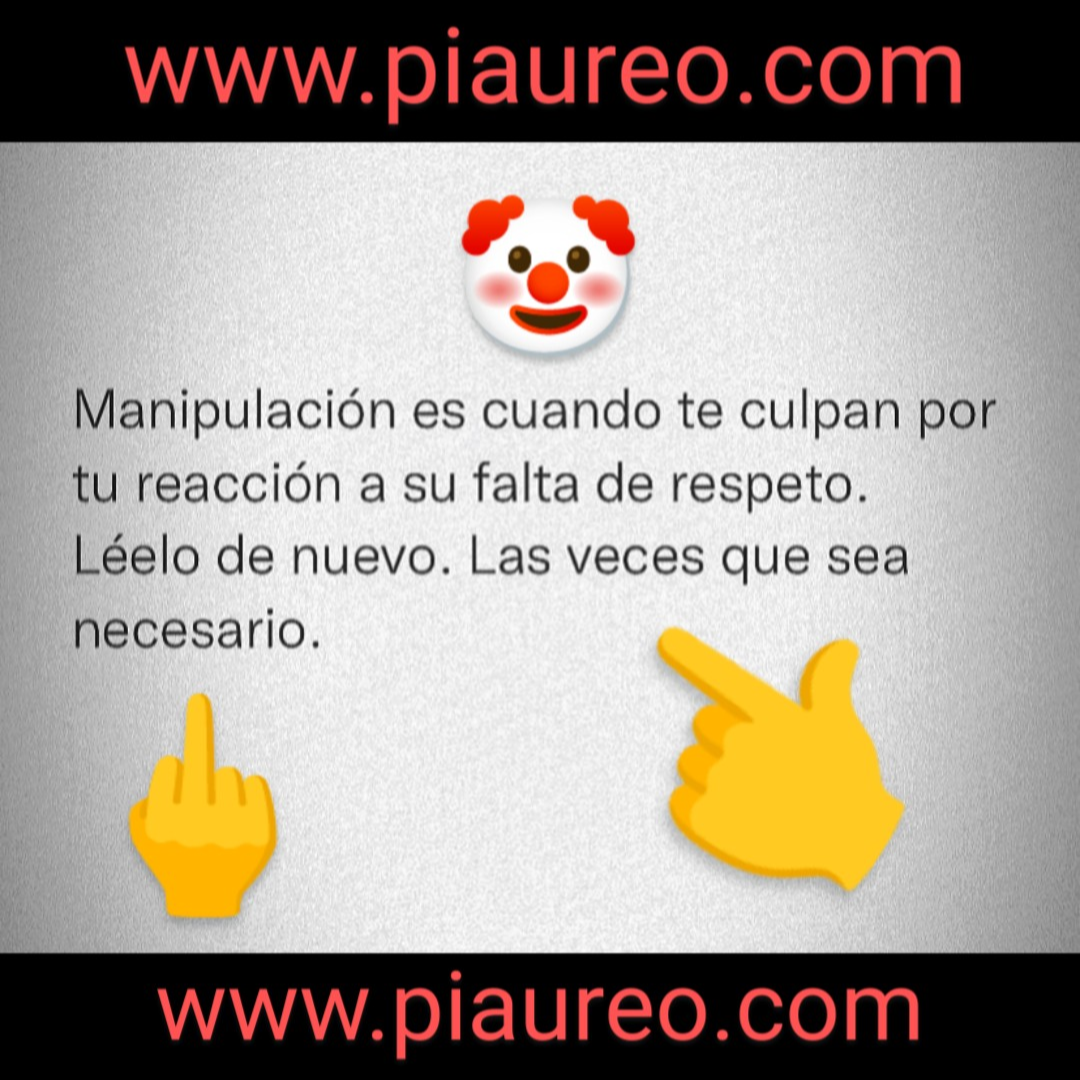 www.piaureo.com
Manipulación es cuando te culpan por
tu reacción a su falta de respeto.
Léelo de nuevo. Las veces que sea
necesario.
www.piaureo.com